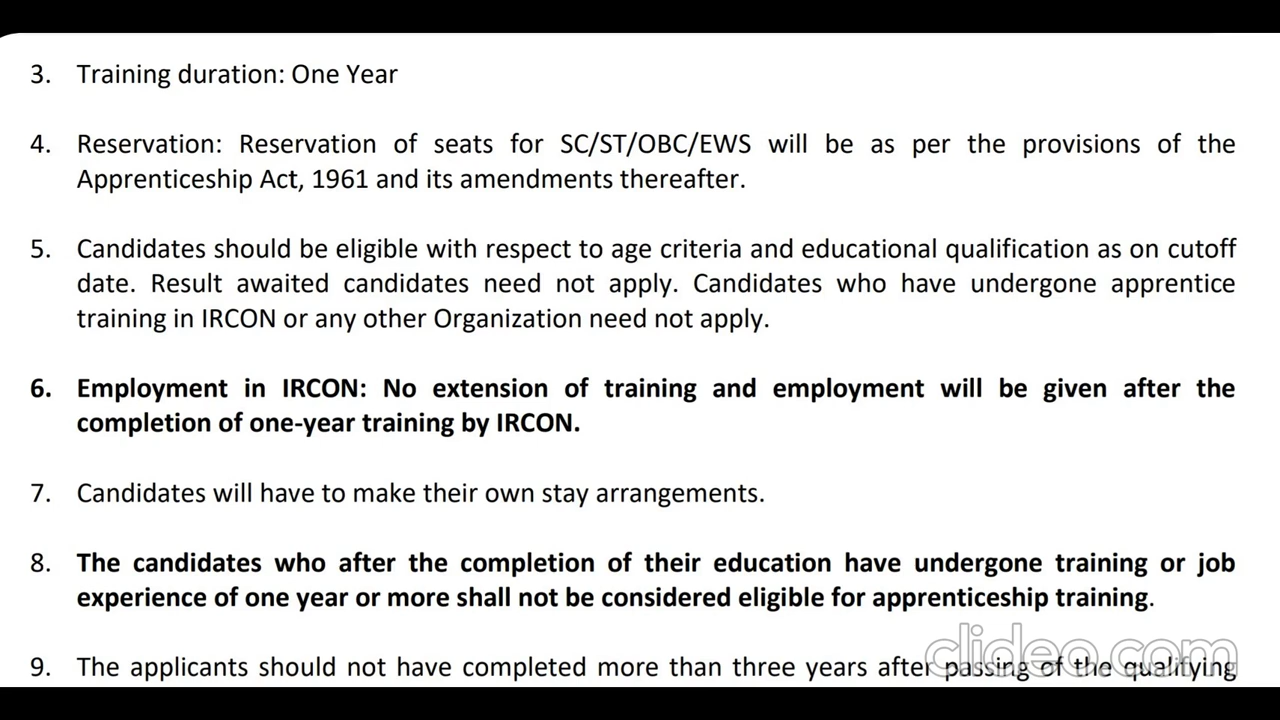 3. Training duration: One Year
4. Reservation: Reservation of seats for SC/ST/OBC/EWS will be as per the provisions of the
Apprenticeship Act, 1961 and its amendments thereafter.
5. Candidates should be eligible with respect to age criteria and educational qualification as on cutoff
date. Result awaited candidates need not apply. Candidates who have undergone apprentice
training in IRCON or any other Organization need not apply.
6. Employment in IRCON: No extension of training and employment will be given after the
completion of one-year training by IRCON.
7. Candidates will have to make their own stay arrangements.
8. The candidates who after the completion of their education have undergone training or job
experience of one year or more shall not be considered eligible for apprenticeship training.
9. The applicants should not have completed more than three years after passing of the qualifying
clideo.com